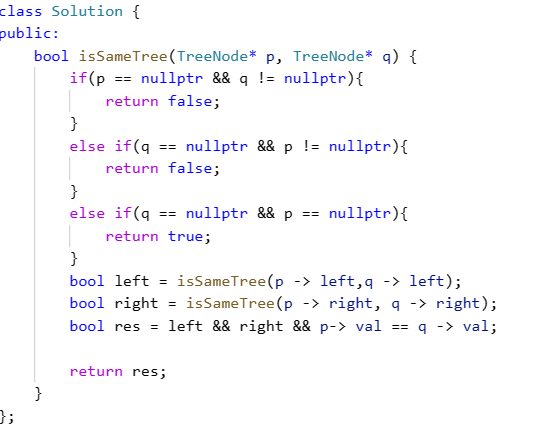 class Solution {
public:
    bool isSameTree(TreeNode* p, TreeNode* q) {
        if(p == nullptr && q != nullptr){
            return false;
        }
        else if(q == nullptr && p != nullptr){
            return false;
        }
        else if(q == nullptr && p == nullptr){
            return true;
        }
        bool left = isSameTree(p -> left,q -> left);
        bool right = isSameTree(p -> right, q -> right);
        bool res = left && right && p-> val == q -> val;

        return res;
    }
};